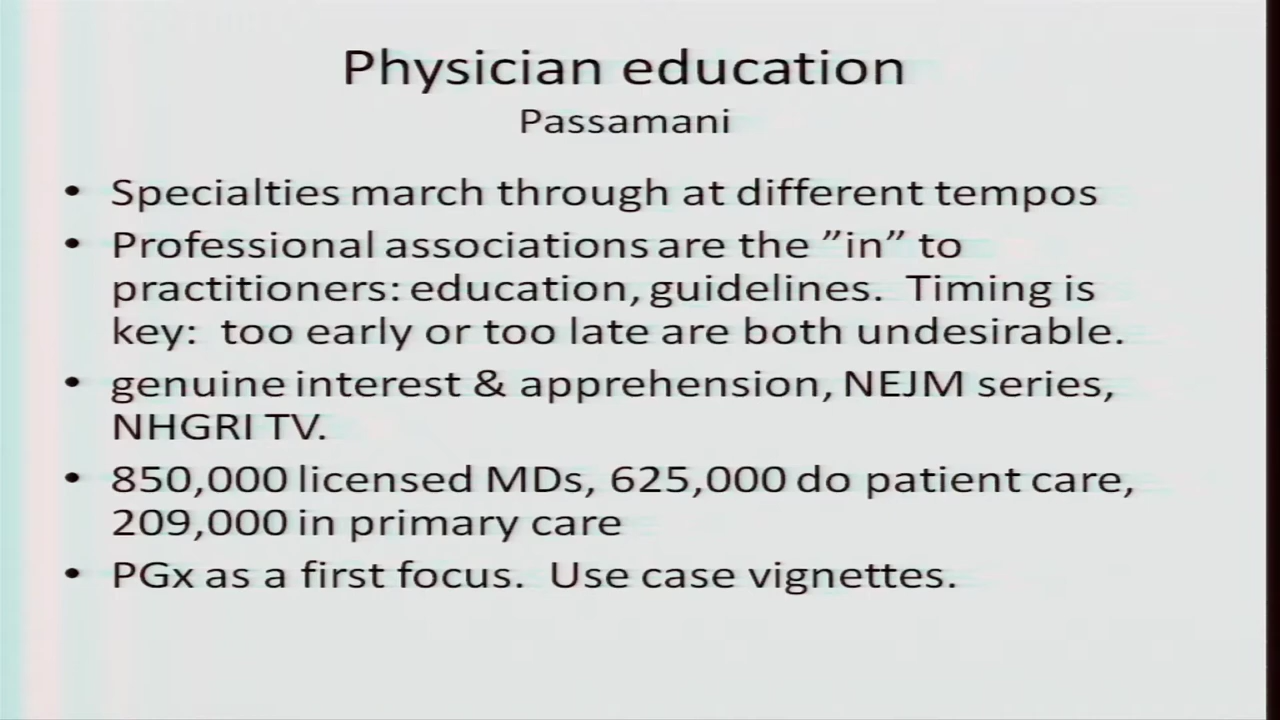 Physician education
Passamani
• Specialties march through at different tempos
• Professional associations are the ”in” to
practitioners: education, guidelines. Timing is
key: too early or too late are both undesirable.
• genuine interest & apprehension, NEJM series,
NHGRI TV.
• 850,000 licensed MDs, 625,000 do patient care,
209,000 in primary care
• PGx as a first focus. Use case vignettes.